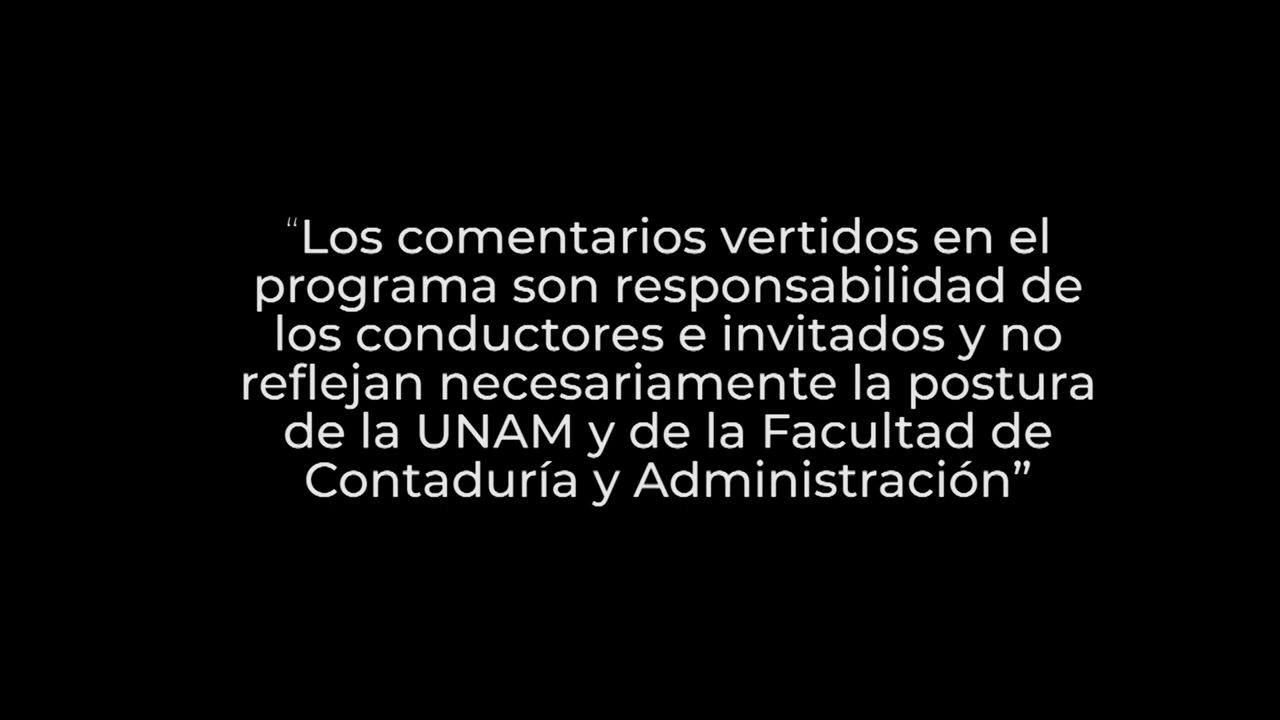 “Los comentarios vertidos en el
programa son responsabilidad de
los conductores e invitados y no
reflejan necesariamente la postura
de la UNAM y de la Facultad de
Contaduría y Administración”